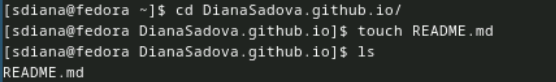 [sdiana@fedora ~]$ cd DianaSadova.github.io/
[sdiana@fedora DianaSadova.github.io]$ touch README.md
[sdiana@fedora DianaSadova.github.io]$ ls
README.md